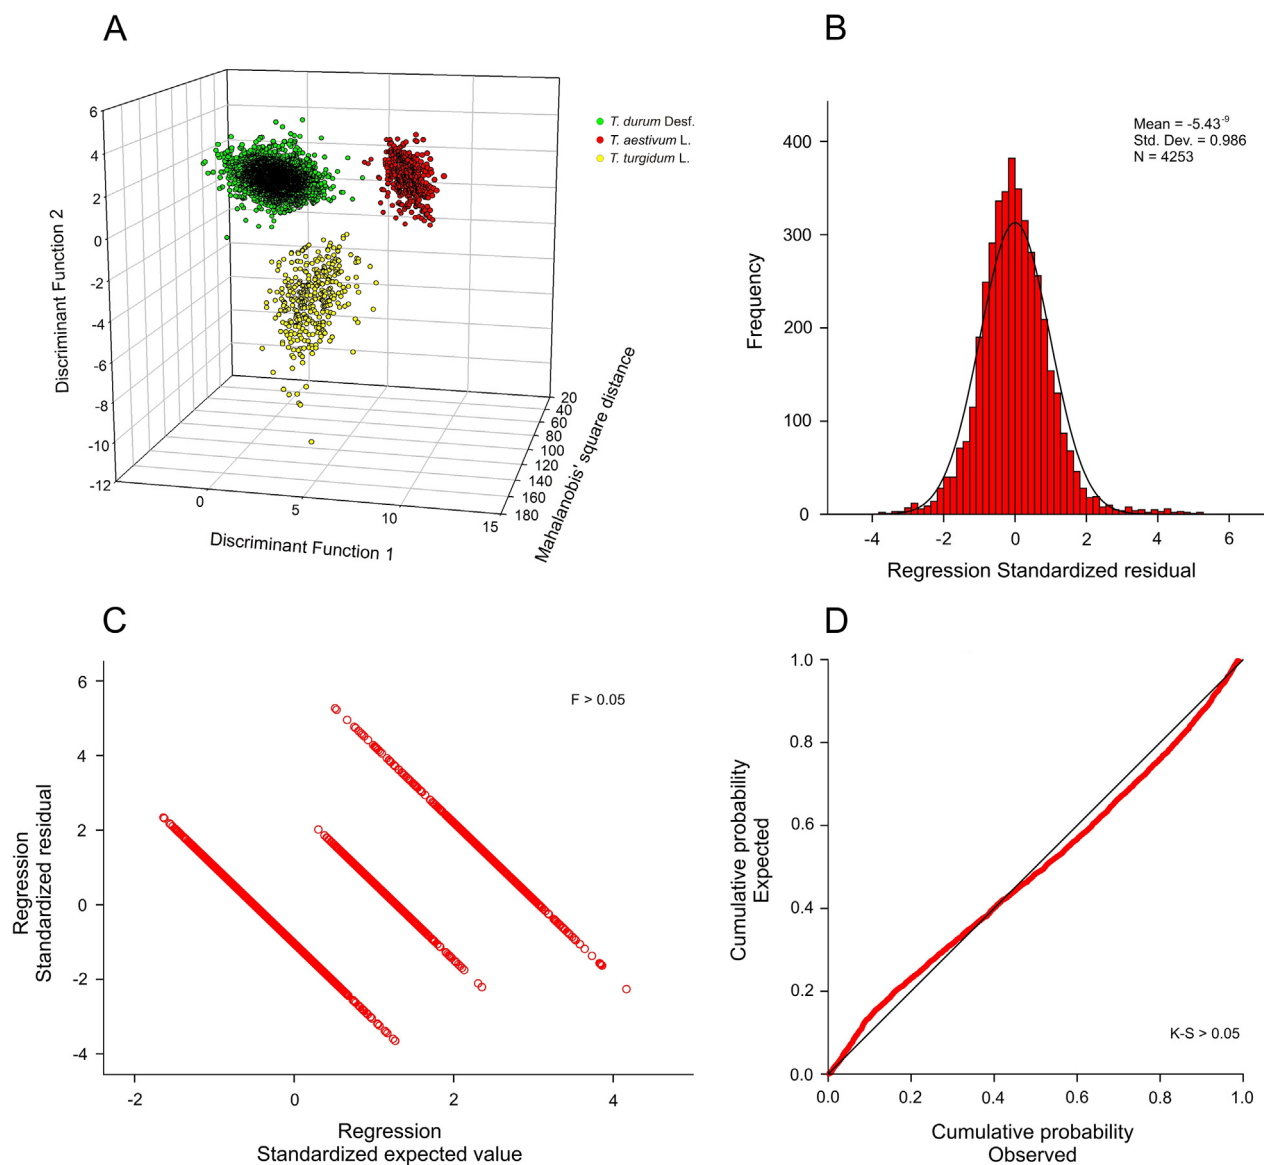 A
6
4
2
0
-2
-4
-6
-8
-10
-12
Discriminant Function 2
0
5
10
15
Discriminant Function 1
20
40
60
80
100
120
140
160
180
Mahalanobis' square distance
T. durum Desf.
T. aestivum L.
T. turgidum L.
B
400
300
200
100
0
Frequency
-4
-2
0
2
4
6
Regression Standardized residual
Mean = -5.43-9
Std. Dev. = 0.986
N = 4253
C
6
4
2
0
-2
-4
Regression
Standardized residual
F > 0.05
-2
0
2
4
Regression
Standardized expected value
D
1.0
0.8
0.6
0.4
0.2
0.0
Cumulative probability
Expected
K-S > 0.05
0.0
0.2
0.4
0.6
0.8
1.0
Cumulative probability
Observed